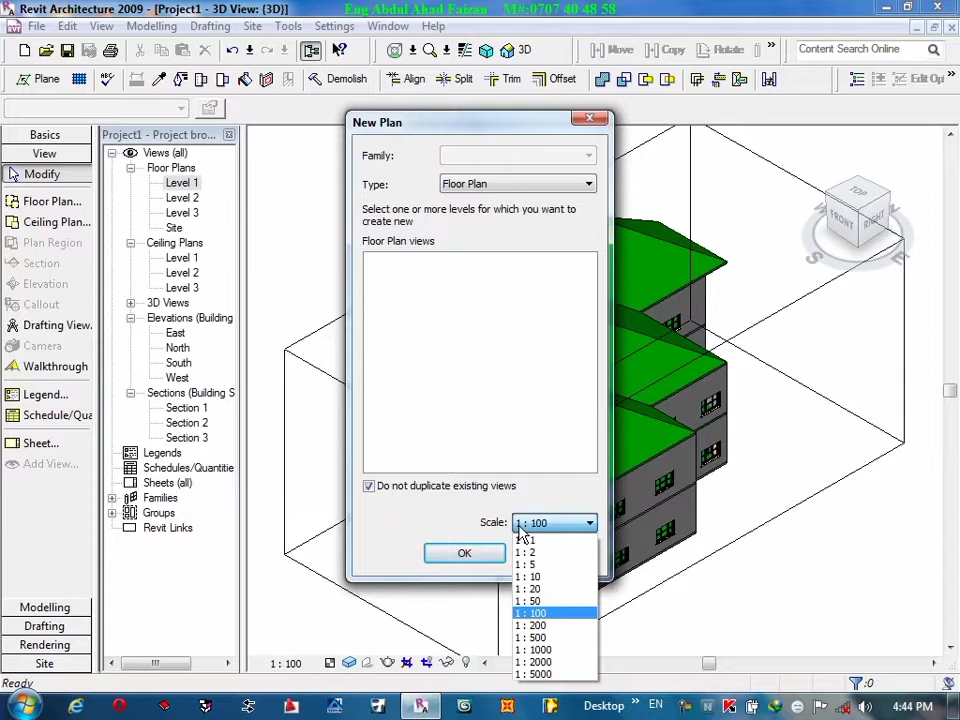 Revit Architecture 2009 - [Project1 - 3D View: {3D}]
Eng Abdul Ahad Faizan M#:0707 40 48 58
File Edit View Modelling Drafting Site Tools Settings Window Help
3D Move Copy Rotate » Content Search Online
Plane Demolish Align Split Trim Offset Edit Op »
Basics
View
Modify
Floor Plan...
Ceiling Plan...
Plan Region
Section
Elevation
Callout
Drafting View...
Camera
Walkthrough
Legend...
Schedule/Qua
Sheet...
Add View...
Modelling
Drafting
Rendering
Site
Project1 - Project bro...
Views (all)
Floor Plans
Level 1
Level 2
Level 3
Site
Ceiling Plans
Level 1
Level 2
Level 3
3D Views
Elevations (Building
East
North
South
West
Sections (Building S
Section 1
Section 2
Section 3
Legends
Schedules/Quantitie
Sheets (all)
Families
Groups
Revit Links
New Plan
Family:
Type: Floor Plan
Select one or more levels for which you want to
create new
Floor Plan views
Do not duplicate existing views
Scale: 1 : 100
OK
1 : 2
1 : 5
1 : 10
1 : 20
1 : 50
1 : 100
1 : 200
1 : 500
1 : 1000
1 : 2000
1 : 5000
TOP
FRONT
RIGHT
W
N
S
E
1 : 100
Ready
:0
Desktop » EN 4:44 PM